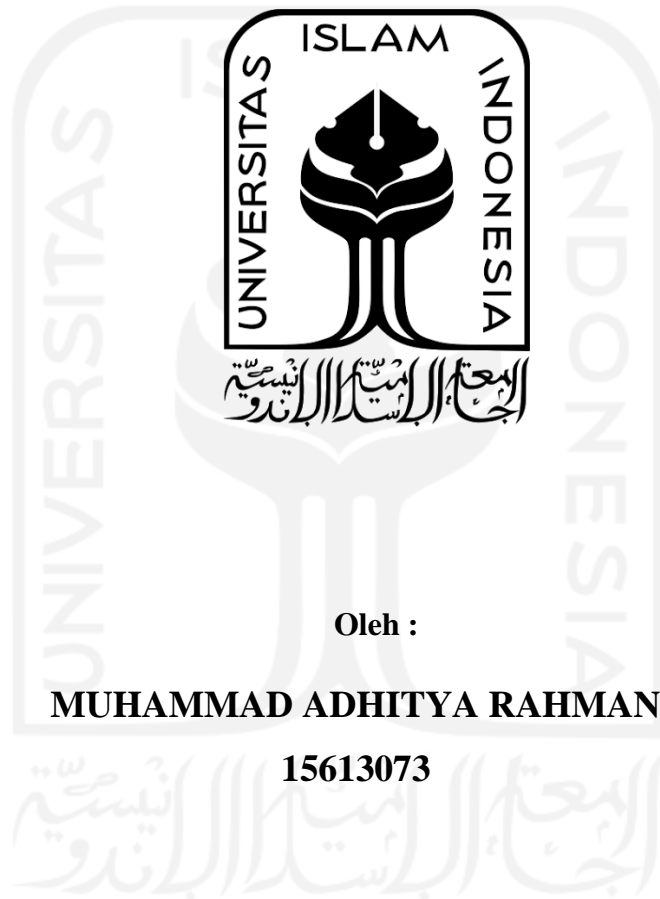 ISLAM
UNIVERSITAS
INDONESIA
الجامعة الإسلامية الإندونيسية
Oleh :
MUHAMMAD ADHITYA RAHMAN
15613073